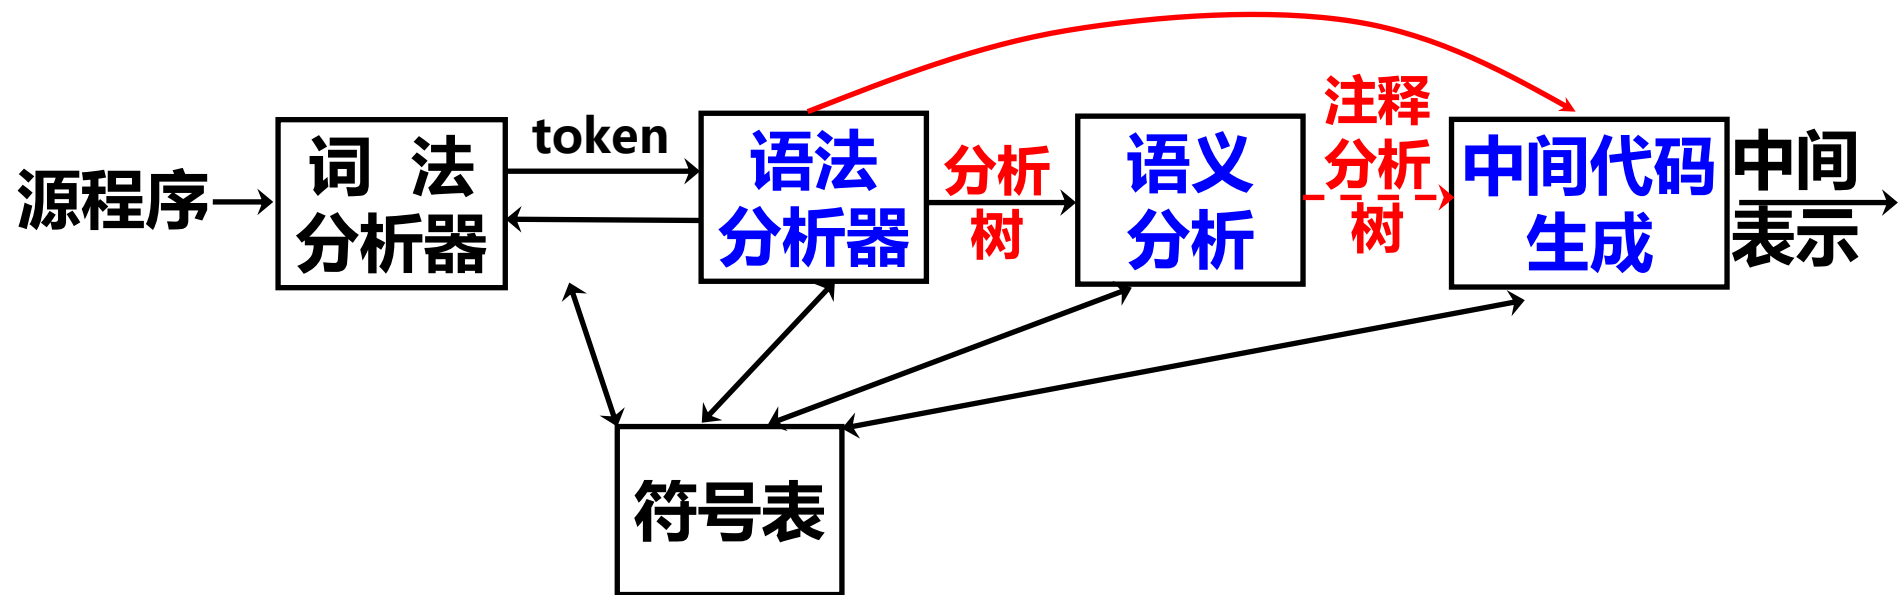 源程序
词 法
分析器
token
语法
分析器
分析
树
语义
分析
注释
分析
树
中间代码
生成
中间
表示
符号表